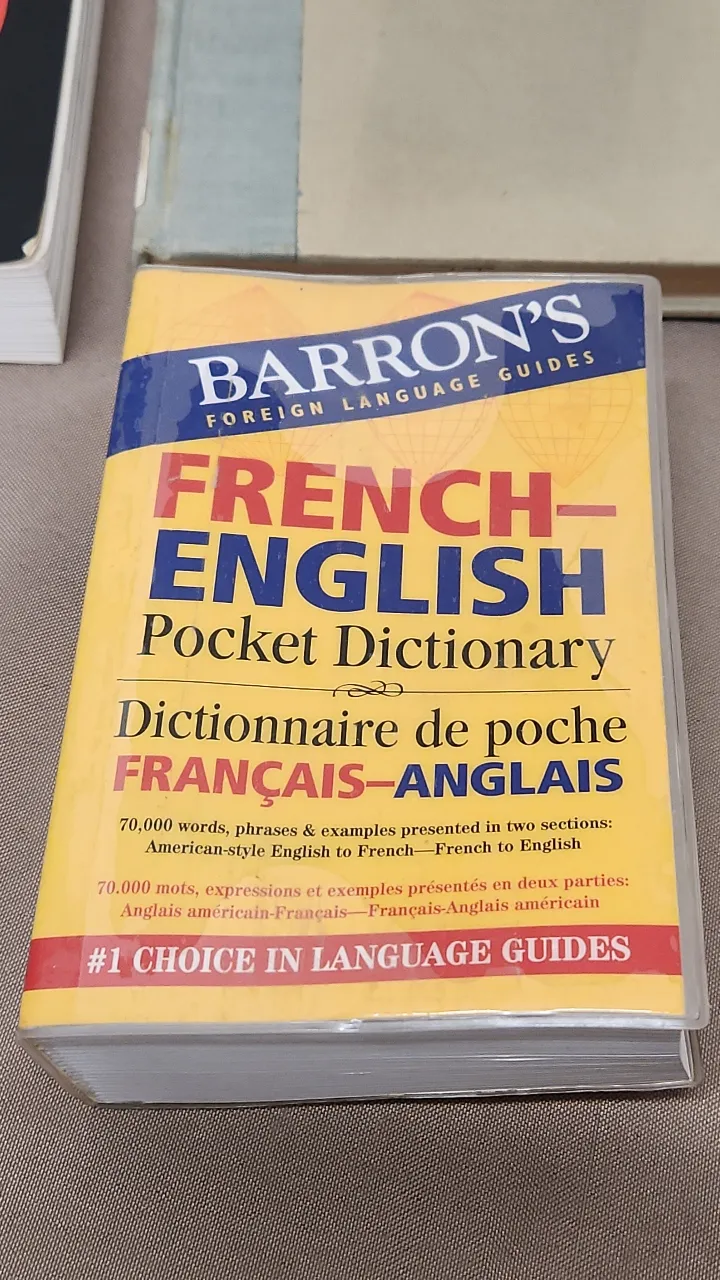 BARRON'S
FOREIGN LANGUAGE GUIDES
FRENCH–
ENGLISH
Pocket Dictionary
Dictionnaire de poche
FRANÇAIS–ANGLAIS
70,000 words, phrases & examples presented in two sections:
American-style English to French—French to English
70.000 mots, expressions et exemples présentés en deux parties:
Anglais américain-Français—Français-Anglais américain
#1 CHOICE IN LANGUAGE GUIDES